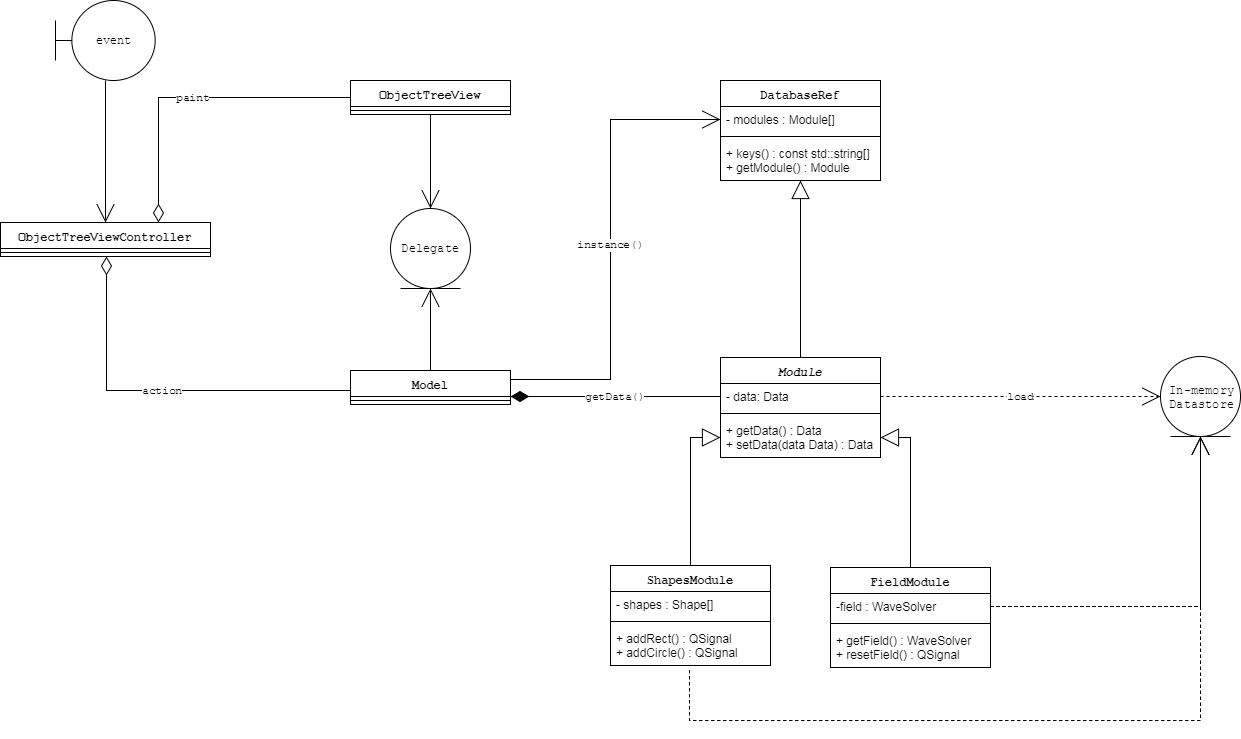 event
paint
ObjectTreeView
DatabaseRef
- modules : Module[]
+ keys() : const std::string[]
+ getModule() : Module
ObjectTreeViewController
Delegate
instance()
action
Model
getData()
Module
- data: Data
+ getData() : Data
+ setData(data Data) : Data
load
In-memory
Datastore
ShapesModule
- shapes : Shape[]
+ addRect() : QSignal
+ addCircle() : QSignal
FieldModule
-field : WaveSolver
+ getField() : WaveSolver
+ resetField() : QSignal